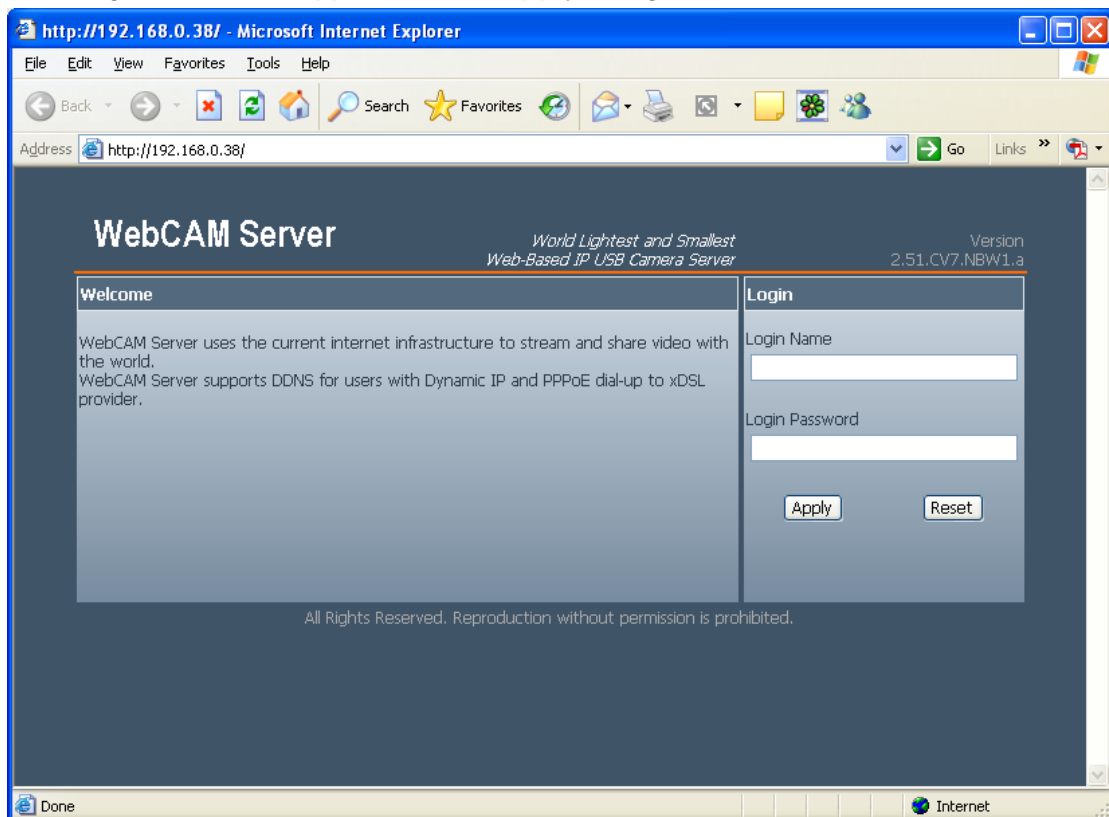 http://192.168.0.38/ - Microsoft Internet Explorer
File Edit View Favorites Tools Help
Back Search Favorites
Address http://192.168.0.38/ Go Links »
WebCAM Server
World Lightest and Smallest
Web-Based IP USB Camera Server
Version
2.51.CV7.NBW1.a
Welcome
WebCAM Server uses the current internet infrastructure to stream and share video with
the world.
WebCAM Server supports DDNS for users with Dynamic IP and PPPoE dial-up to xDSL
provider.
Login
Login Name
Login Password
Apply Reset
All Rights Reserved. Reproduction without permission is prohibited.
Done Internet